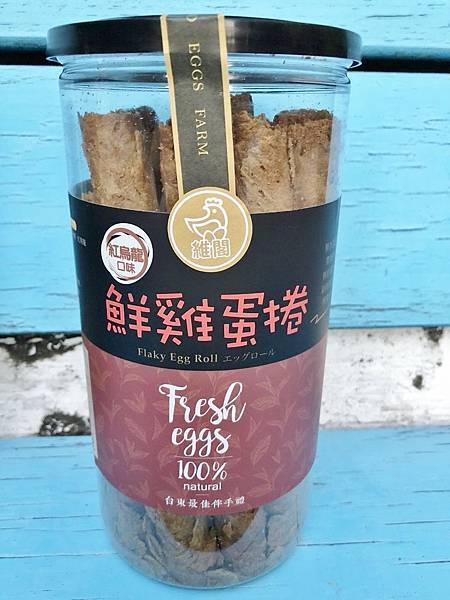 EGGS FARM
維閣
紅烏龍
口味
鮮雞蛋捲
Flaky Egg Roll エッグロール
Fresh
eggs
100%
natural
台東最佳伴手禮